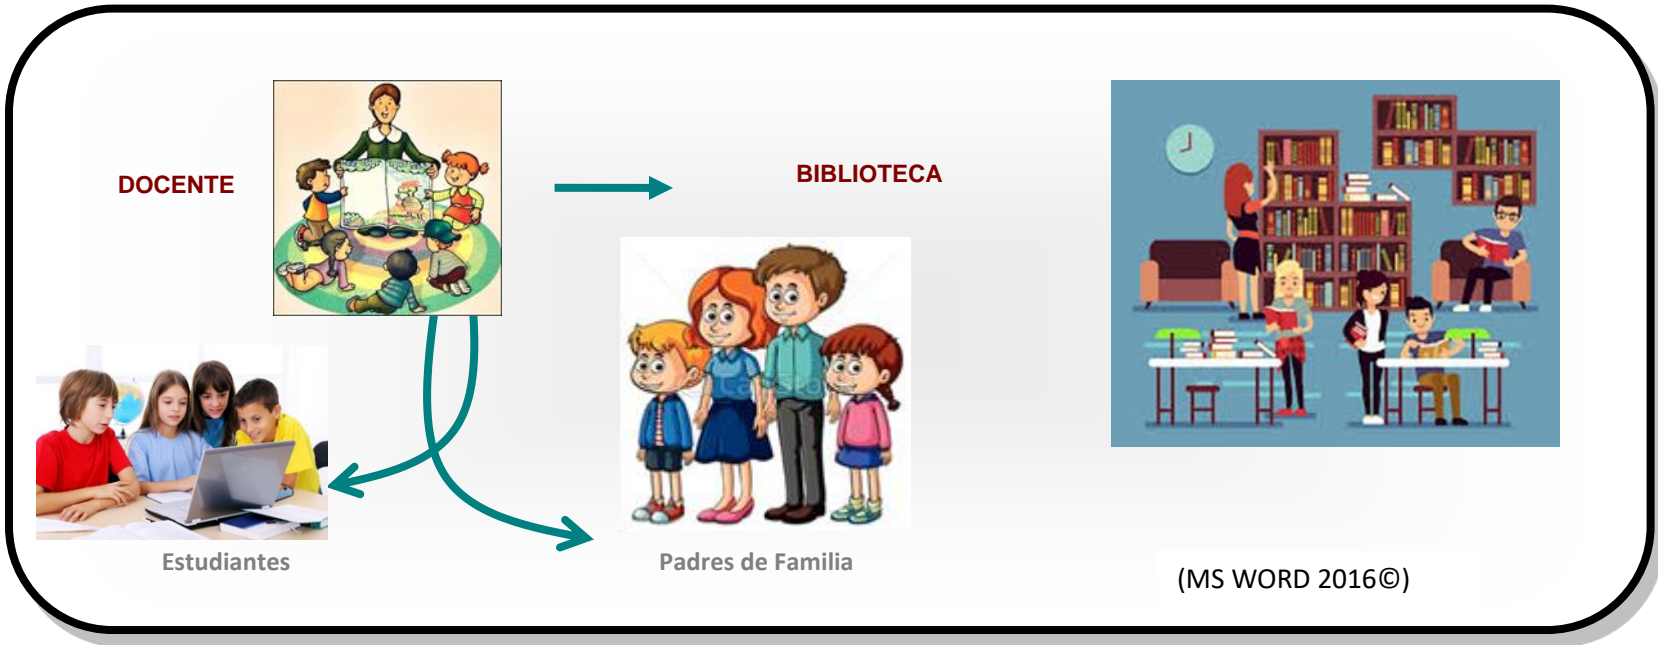 DOCENTE
BIBLIOTECA
Estudiantes
Padres de Familia
(MS WORD 2016©)